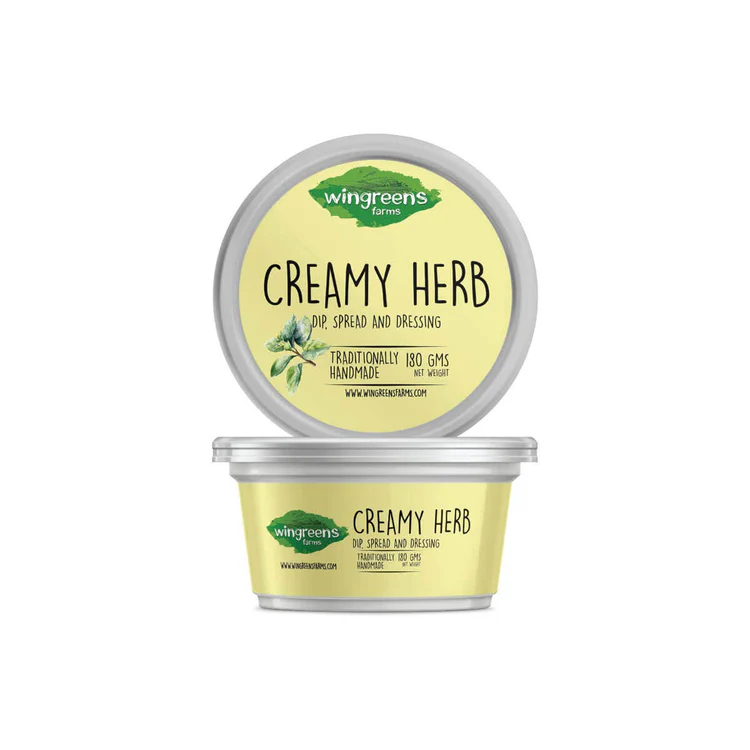 wingreens
farms
CREAMY HERB
DIP, SPREAD AND DRESSING
TRADITIONALLY 180 GMS
HANDMADE NET WEIGHT
WWW.WINGREENSFARMS.COM
wingreens
farms
WWW.WINGREENSFARMS.COM
CREAMY HERB
DIP, SPREAD AND DRESSING
TRADITIONALLY 180 GMS
HANDMADE NET WEIGHT